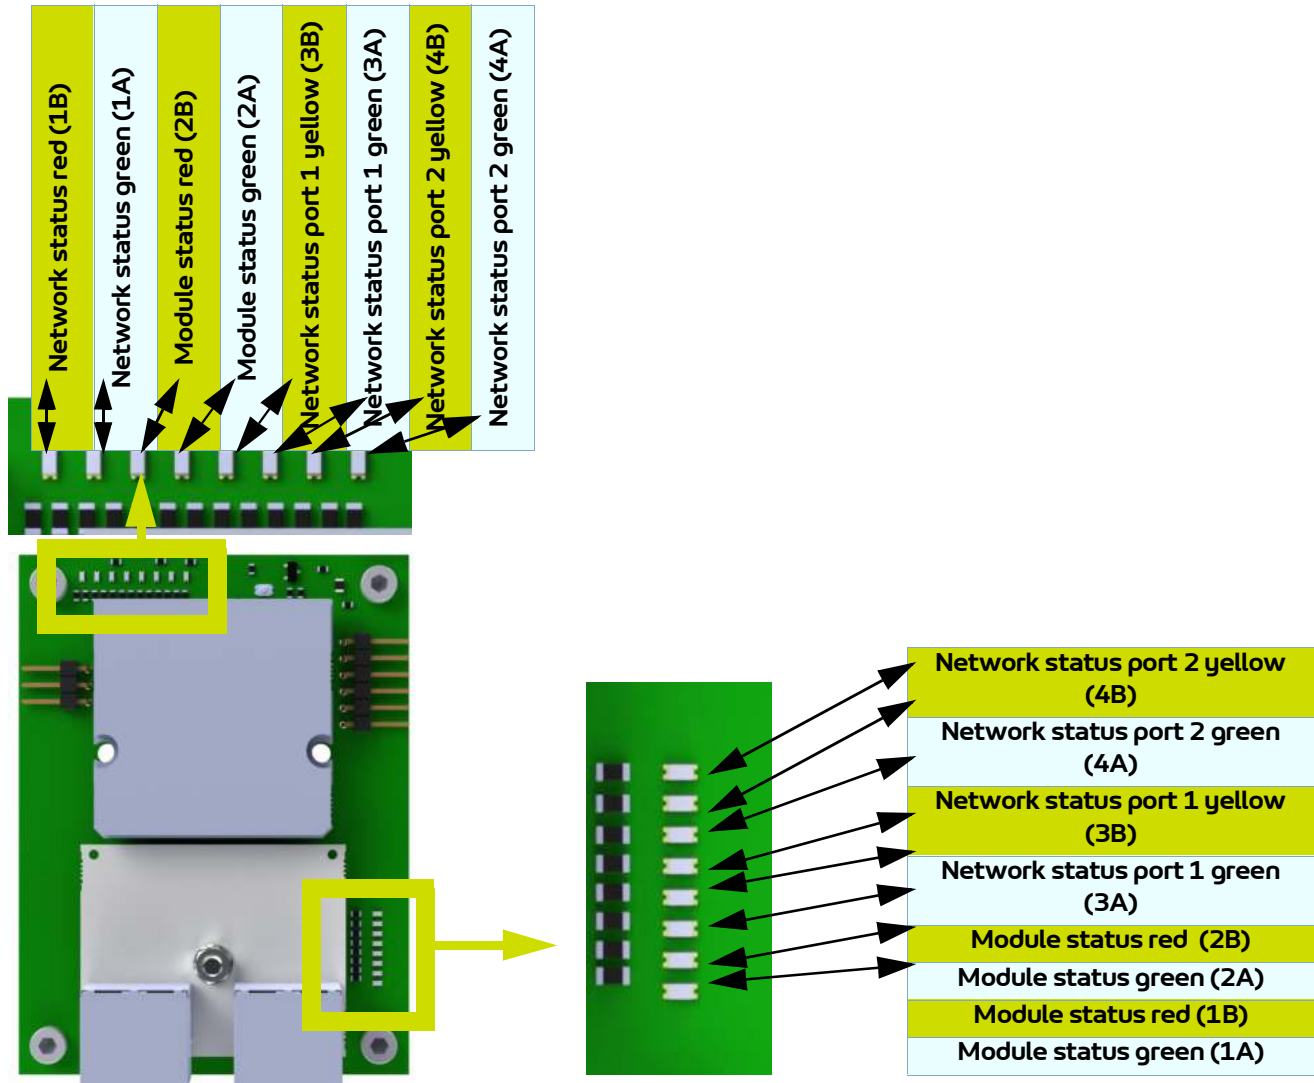 Network status red (1B)
Network status green (1A)
Module status red (2B)
Module status green (2A)
Network status port 1 yellow (3B)
Network status port 1 green (3A)
Network status port 2 yellow (4B)
Network status port 2 green (4A)
Network status port 2 yellow
(4B)
Network status port 2 green
(4A)
Network status port 1 yellow
(3B)
Network status port 1 green
(3A)
Module status red (2B)
Module status green (2A)
Module status red (1B)
Module status green (1A)